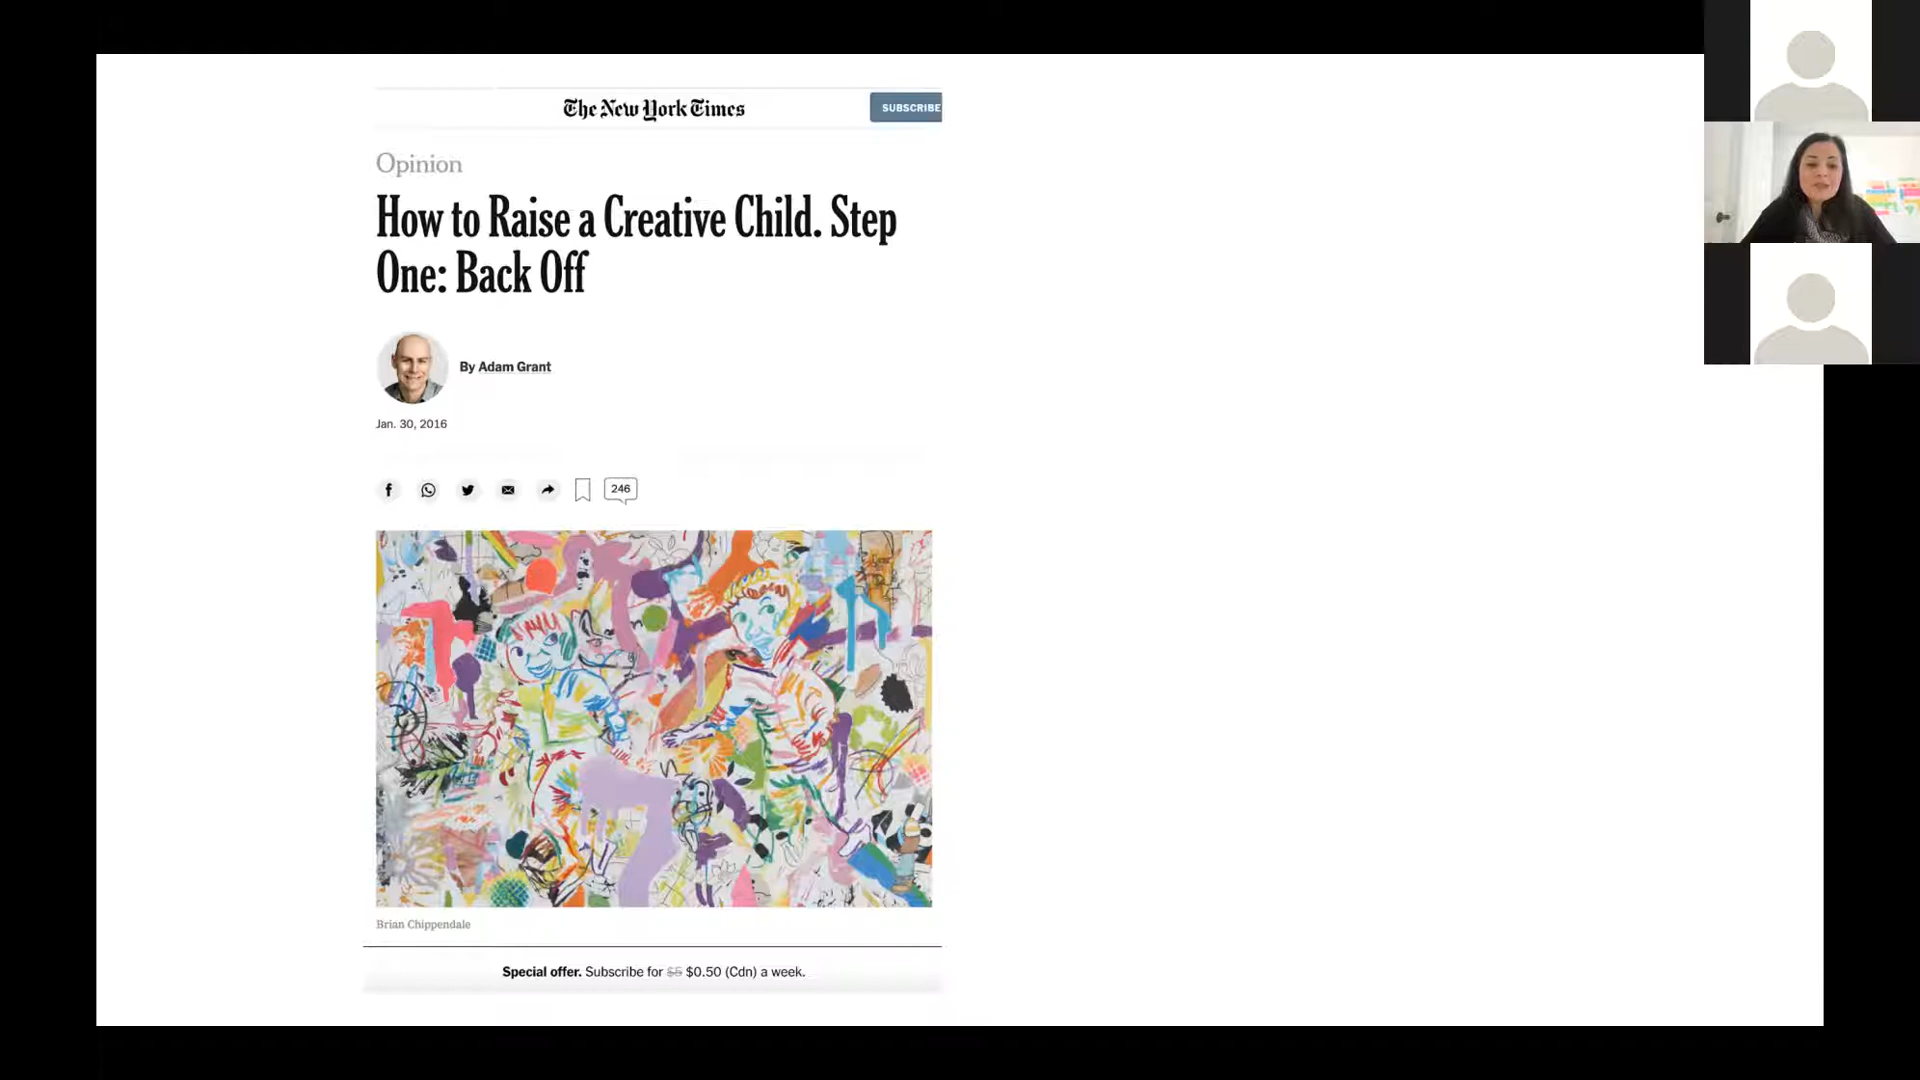 The New York Times
SUBSCRIBE
Opinion
How to Raise a Creative Child. Step
One: Back Off
By Adam Grant
Jan. 30, 2016
246
Brian Chippendale
Special offer. Subscribe for $5 $0.50 (Cdn) a week.